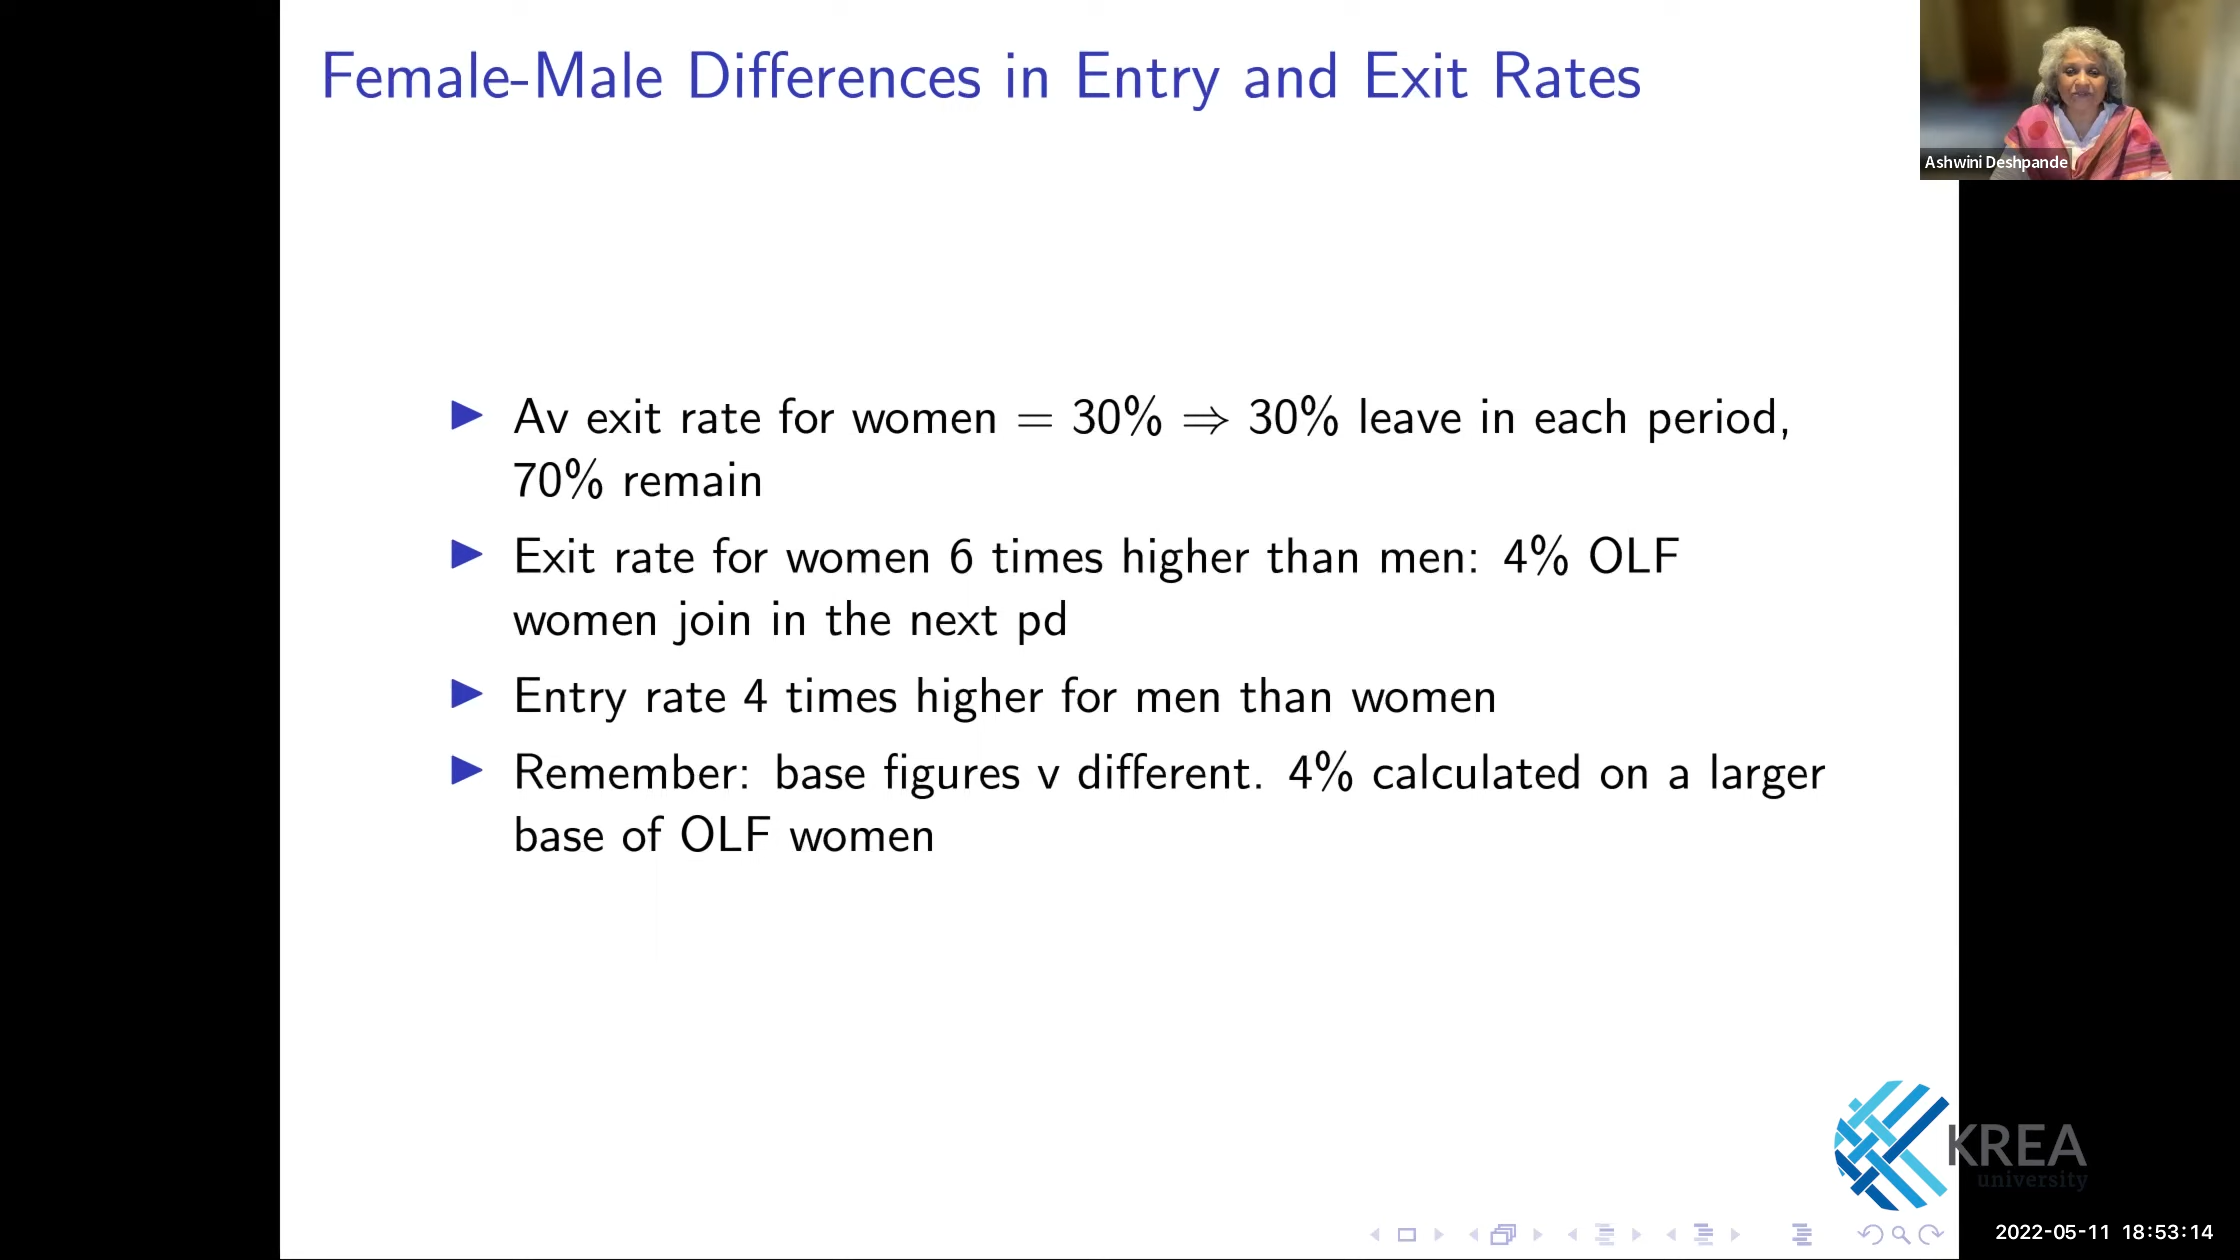 Female-Male Differences in Entry and Exit Rates
Ashwini Deshpande
Av exit rate for women = 30% ⇒ 30% leave in each period,
70% remain
Exit rate for women 6 times higher than men: 4% OLF
women join in the next pd
Entry rate 4 times higher for men than women
Remember: base figures v different. 4% calculated on a larger
base of OLF women
KREA
university
2022-05-11 18:53:14